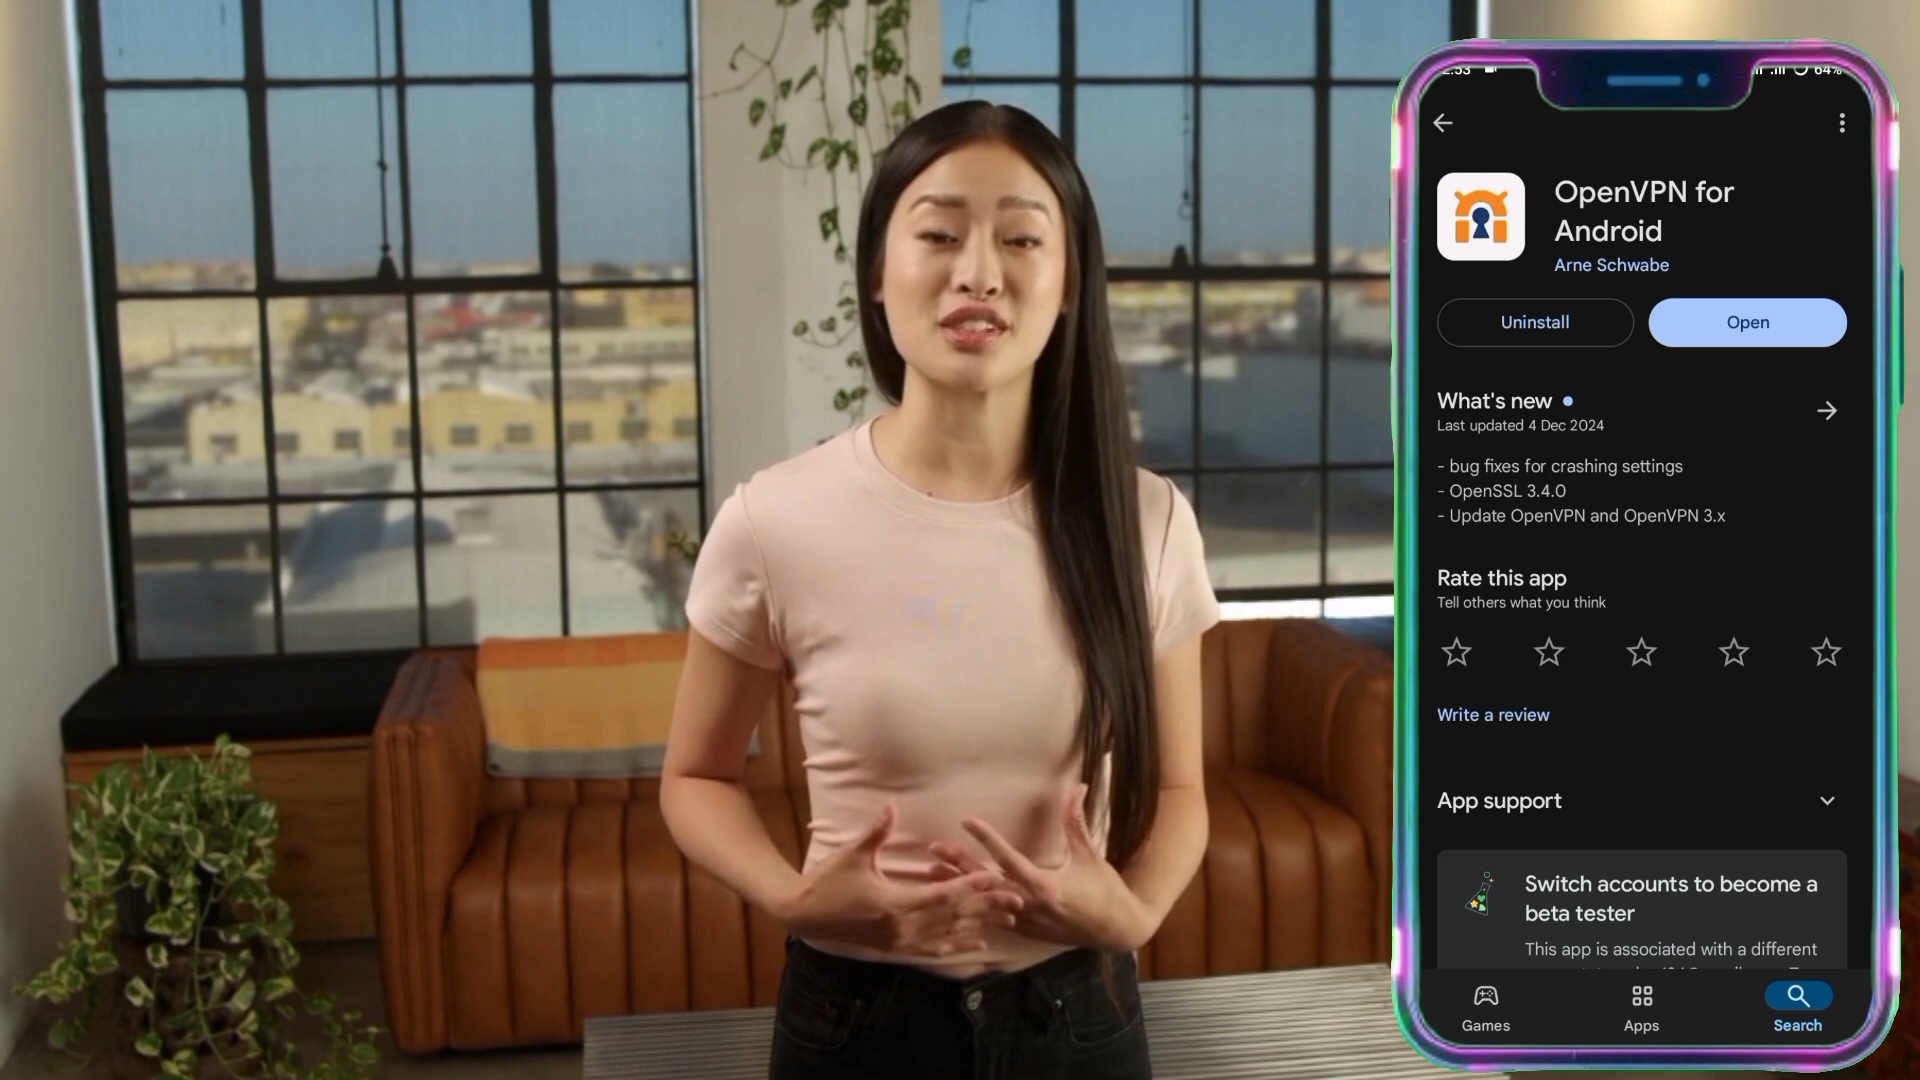 64%
OpenVPN for
Android
Arne Schwabe
Uninstall
Open
What's new
Last updated 4 Dec 2024
- bug fixes for crashing settings
- OpenSSL 3.4.0
- Update OpenVPN and OpenVPN 3.x
Rate this app
Tell others what you think
Write a review
App support
Switch accounts to become a
beta tester
This app is associated with a different
Games
Apps
Search